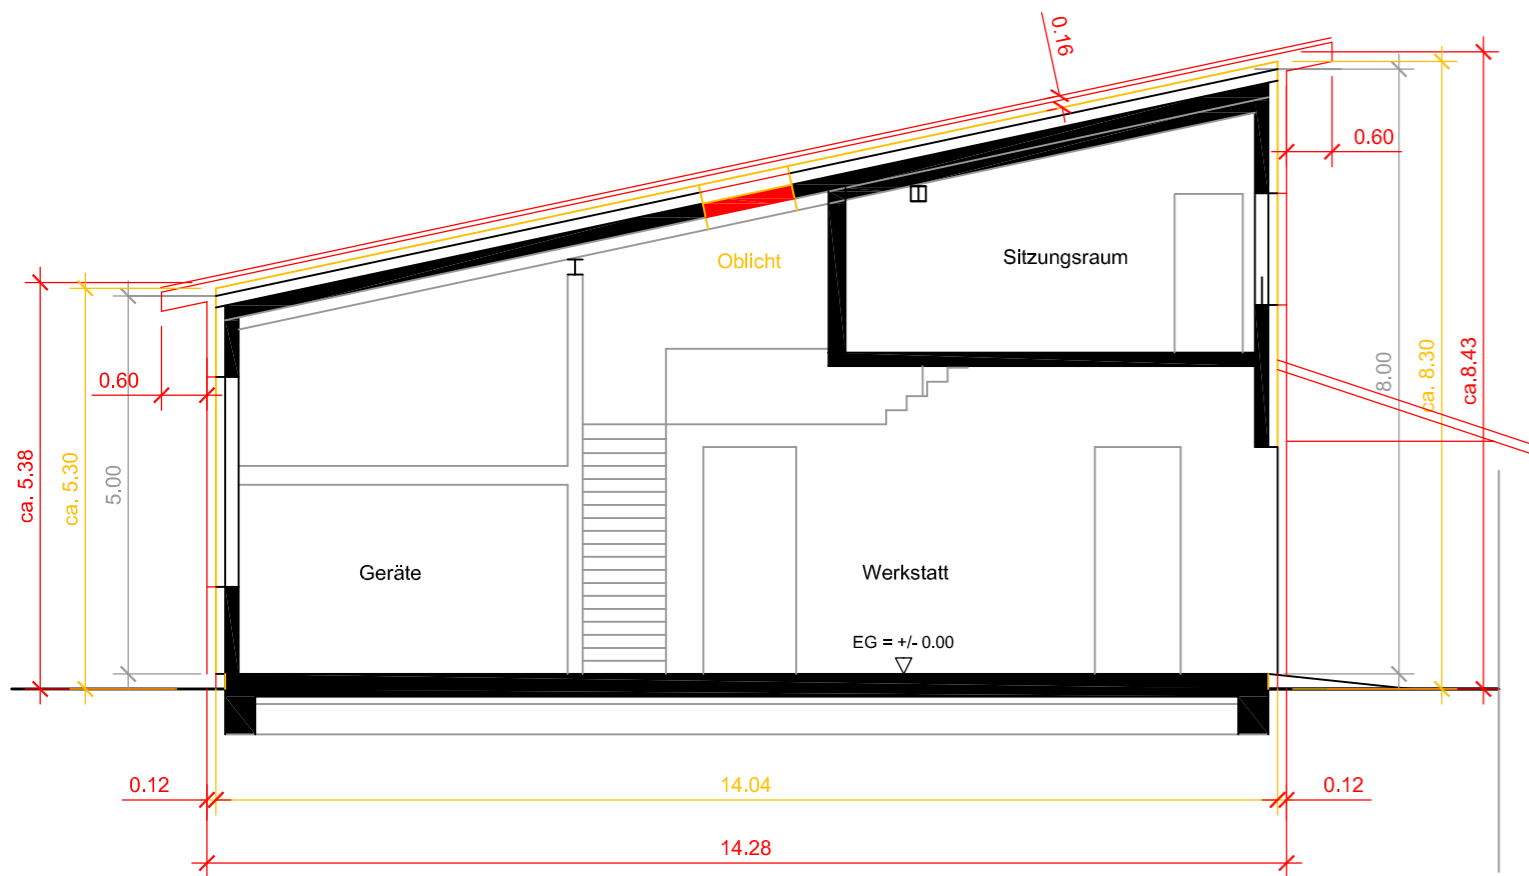 0.16
0.60
Oblicht
Sitzungsraum
0.60
8.00
ca. 8.30
ca.8.43
ca. 5.38
ca. 5.30
5.00
Geräte
Werkstatt
EG = +/- 0.00
0.12
14.04
0.12
14.28